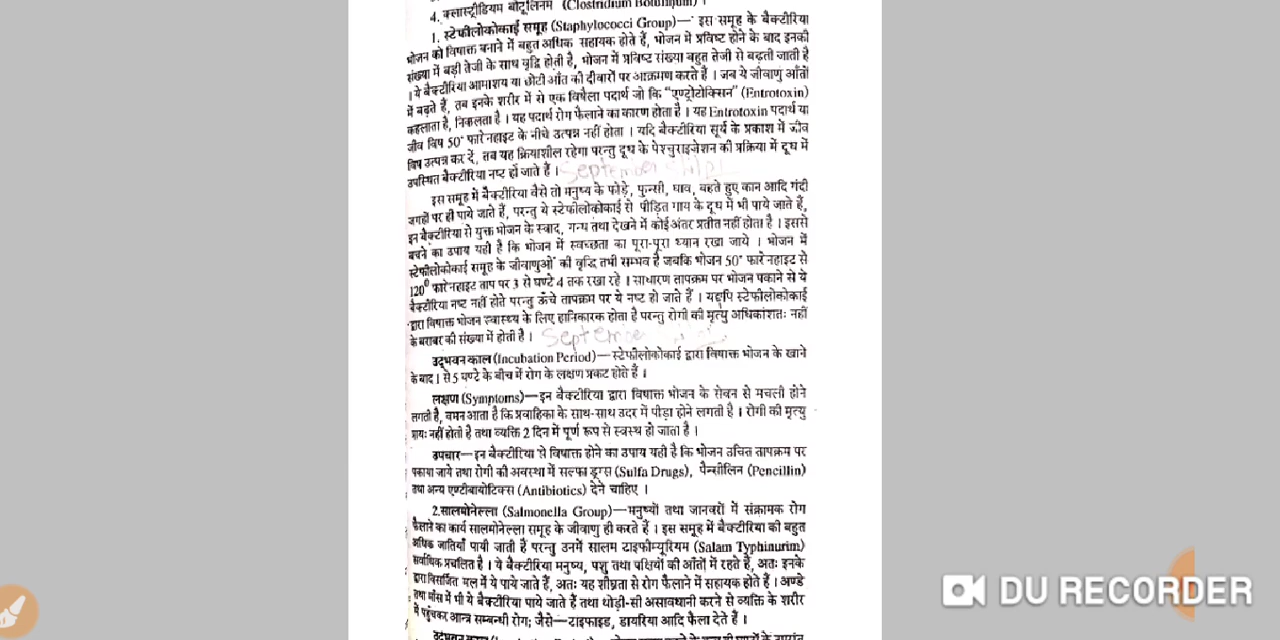 4. क्लास्ट्रीडियम बोटूलिनम (Clostridium Botulinum) ।
1. स्टेफीलोकोकाई समूह (Staphylococci Group)— इस समूह के बैक्टीरिया
भोजन को विषाक्त बनाने में बहुत अधिक सहायक होते हैं, भोजन में प्रविष्ट होने के बाद इनकी
संख्या में बड़ी तेजी के साथ वृद्धि होती है, भोजन में प्रविष्ट संख्या बहुत तेजी से बढ़ती जाती है
। ये बैक्टीरिया आमाशय या छोटी आँत की दीवारों पर आक्रमण करते हैं । जब ये जीवाणु आँतों
में बढ़ते हैं, तब इनके शरीर में से एक विषैला पदार्थ जो कि “एण्ट्रोटोक्सिन” (Entrotoxin)
कहलाता है, निकलता है । यह पदार्थ रोग फैलाने का कारण होता है । यह Entrotoxin पदार्थ या
जीव विष 50° फारेनहाइट के नीचे उत्पन्न नहीं होता । यदि बैक्टीरिया सूर्य के प्रकाश में जीव
विष उत्पन्न कर दें, तब यह क्रियाशील रहेगा परन्तु दूध के पेश्चुराइजेशन की प्रक्रिया में दूध में
उपस्थित बैक्टीरिया नष्ट हो जाते हैं । September
इस समूह में बैक्टीरिया वैसे तो मनुष्य के फोड़े, फुन्सी, घाव, बहते हुए कान आदि गंदी
जगहों पर ही पाये जाते हैं, परन्तु ये स्टेफीलोकोकाई से पीड़ित गाय के दूध में भी पाये जाते हैं,
इन बैक्टीरिया से युक्त भोजन के स्वाद, गन्ध तथा देखने में कोई अंतर प्रतीत नहीं होता है । इससे
बचने का उपाय यही है कि भोजन में स्वच्छता का पूरा-पूरा ध्यान रखा जाये । भोजन में
स्टेफीलोकोकाई समूह के जीवाणुओं की वृद्धि तभी सम्भव है जबकि भोजन 50° फारेनहाइट से
120⁰ फारेनहाइट ताप पर 3 से घण्टे 4 तक रखा रहे । साधारण तापक्रम पर भोजन पकाने से ये
बैक्टीरिया नष्ट नहीं होते परन्तु ऊँचे तापक्रम पर ये नष्ट हो जाते हैं । यद्यपि स्टेफीलोकोकाई
द्वारा विषाक्त भोजन स्वास्थ्य के लिए हानिकारक होता है परन्तु रोगी की मृत्यु अधिकांशतः नहीं
के बराबर की संख्या में होती है ।
उद्भवन काल (Incubation Period)—स्टेफीलोकोकाई द्वारा विषाक्त भोजन के खाने
के बाद 1 से 5 घण्टे के बीच में रोग के लक्षण प्रकट होते हैं ।
लक्षण (Symptoms)—इन बैक्टीरिया द्वारा विषाक्त भोजन के सेवन से मचली होने
लगती है, वमन आता है कि प्रवाहिका के साथ-साथ उदर में पीड़ा होने लगती है । रोगी की मृत्यु
प्रायः नहीं होती है तथा व्यक्ति 2 दिन में पूर्ण रूप से स्वस्थ हो जाता है ।
उपचार—इन बैक्टीरिया से विषाक्त होने का उपाय यही है कि भोजन उचित तापक्रम पर
पकाया जाये तथा रोगी की अवस्था में सल्फा ड्रग्स (Sulfa Drugs), पैन्सीलिन (Pencillin)
तथा अन्य एण्टीबायोटिक्स (Antibiotics) देने चाहिए ।
2.सालमोनेल्ला (Salmonella Group)—मनुष्यों तथा जानवरों में संक्रामक रोग
फैलाने का कार्य सालमोनेल्ला समूह के जीवाणु ही करते हैं । इस समूह में बैक्टीरिया की बहुत
अधिक जातियाँ पायी जाती हैं परन्तु उनमें सालम टाइफीम्यूरियम (Salam Typhinurim)
सर्वाधिक प्रचलित है । ये बैक्टीरिया मनुष्य, पशु तथा पक्षियों की आँतों में रहते हैं, अतः इनके
द्वारा विसर्जित मल में ये पाये जाते हैं, अतः यह शीघ्रता से रोग फैलाने में सहायक होते हैं । अण्डे
तथा माँस में भी ये बैक्टीरिया पाये जाते हैं तथा थोड़ी-सी असावधानी करने से व्यक्ति के शरीर
में पहुंचकर आन्त्र सम्बन्धी रोग; जैसे—टाइफाइड, डायरिया आदि फैला देते हैं ।
DU RECORDER